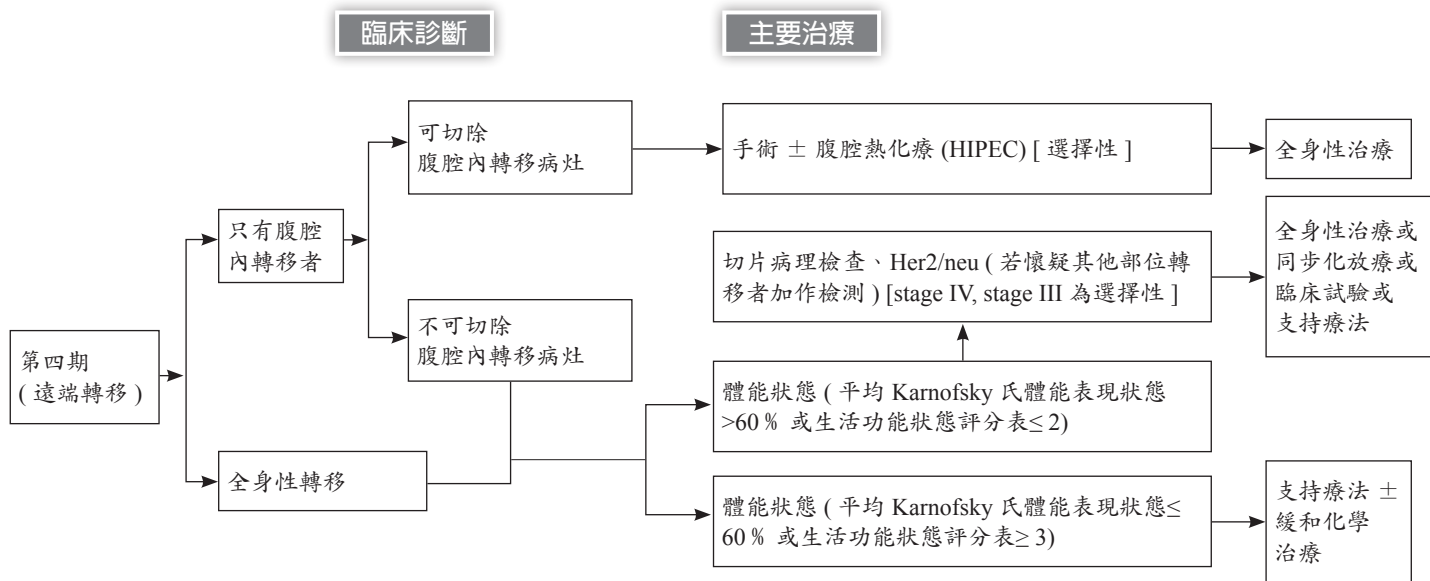 臨床診斷
主要治療
可切除
腹腔內轉移病灶
手術 ± 腹腔熱化療 (HIPEC) [ 選擇性 ]
全身性治療
只有腹腔
內轉移者
切片病理檢查、Her2/neu ( 若懷疑其他部位轉
移者加作檢測 ) [stage IV, stage III 為選擇性 ]
全身性治療或
同步化放療或
臨床試驗或
支持療法
不可切除
腹腔內轉移病灶
第四期
( 遠端轉移 )
體能狀態 ( 平均 Karnofsky 氏體能表現狀態
>60％ 或生活功能狀態評分表≤ 2)
全身性轉移
體能狀態 ( 平均 Karnofsky 氏體能表現狀態≤
60％ 或生活功能狀態評分表≥ 3)
支持療法 ±
緩和化學
治療